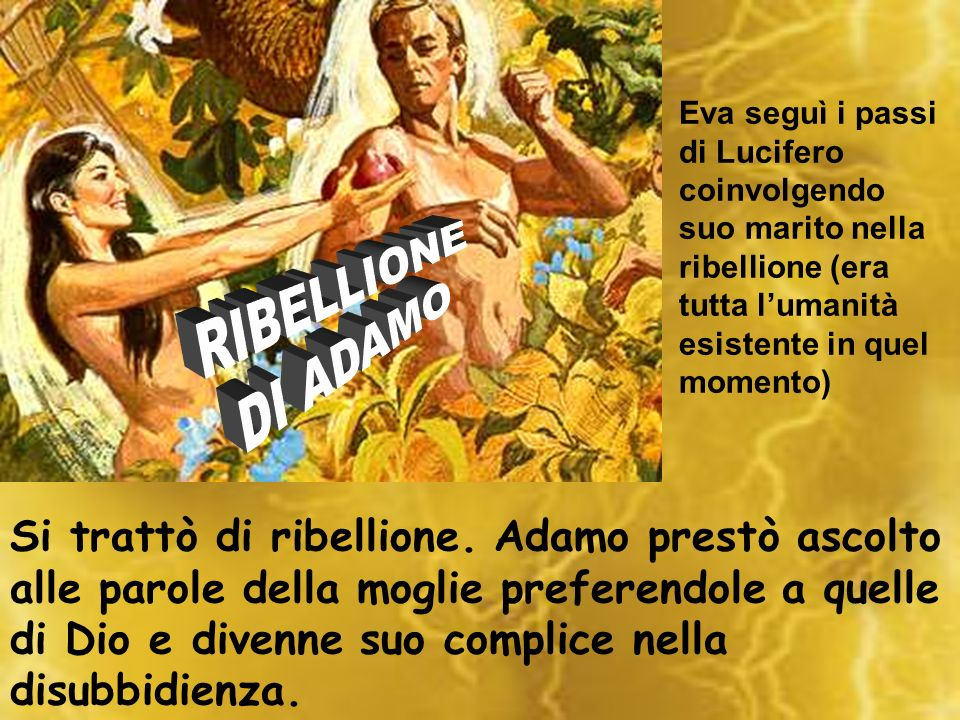 RIBELLIONE
DI ADAMO
Eva seguì i passi
di Lucifero
coinvolgendo
suo marito nella
ribellione (era
tutta l’umanità
esistente in quel
momento)
Si trattò di ribellione. Adamo prestò ascolto
alle parole della moglie preferendole a quelle
di Dio e divenne suo complice nella
disubbidienza.